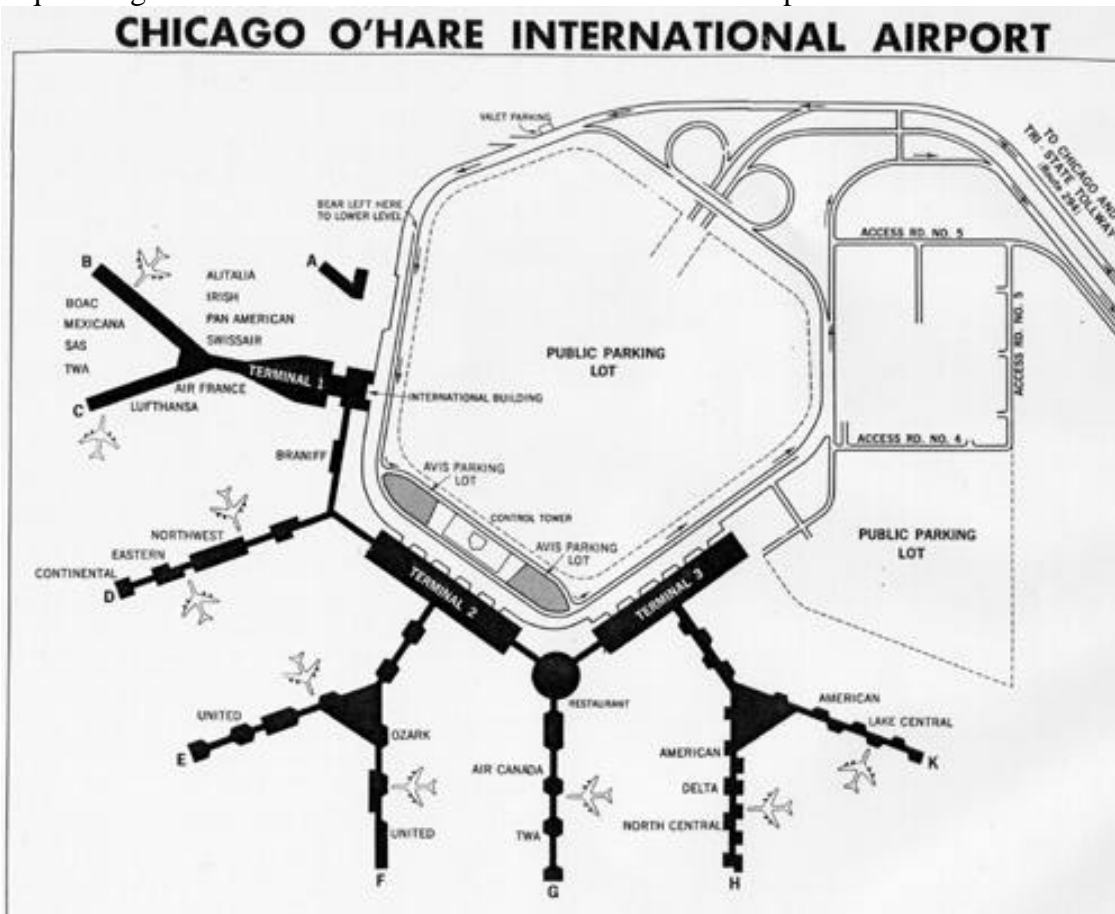 CHICAGO O'HARE INTERNATIONAL AIRPORT
VALET PARKING
TO CHICAGO AND
TRI-STATE TOLLWAY
(Route 294)
BEAR LEFT HERE
TO LOWER LEVEL
ACCESS RD. NO. 5
ACCESS RD. NO. 5
ACCESS RD. NO. 4
A
B
ALITALIA
IRISH
PAN AMERICAN
SWISSAIR
BOAC
MEXICANA
SAS
TWA
PUBLIC PARKING
LOT
TERMINAL 1
AIR FRANCE
LUFTHANSA
C
INTERNATIONAL BUILDING
BRANIFF
AVIS PARKING
LOT
CONTROL TOWER
AVIS PARKING
LOT
PUBLIC PARKING
LOT
NORTHWEST
EASTERN
CONTINENTAL
D
TERMINAL 2
TERMINAL 3
RESTAURANT
UNITED
E
OZARK
UNITED
F
AIR CANADA
TWA
G
AMERICAN
DELTA
NORTH CENTRAL
H
AMERICAN
LAKE CENTRAL
K